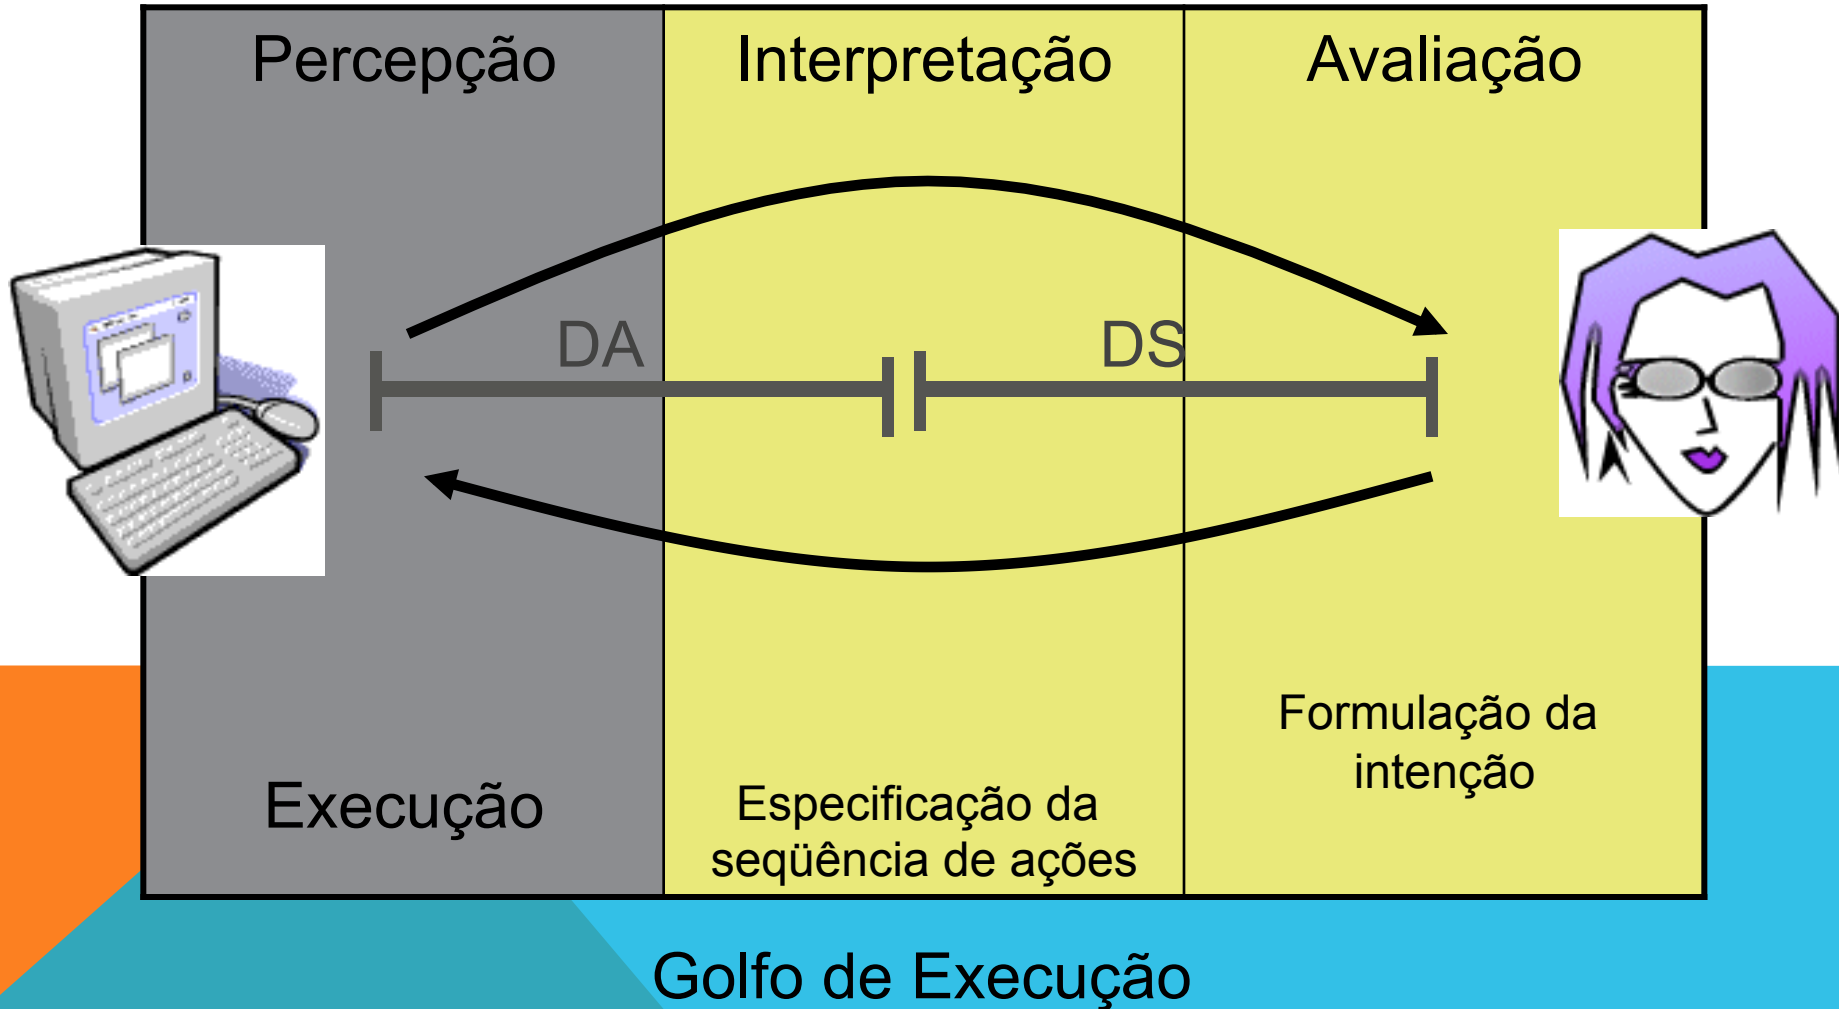 Percepção
Interpretação
Avaliação
DA
DS
Formulação da
intenção
Execução
Especificação da
seqüência de ações
Golfo de Execução